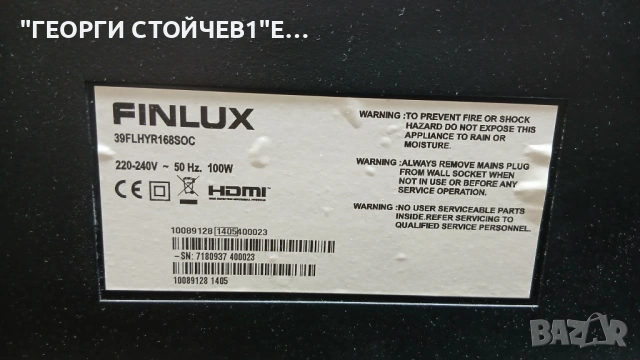 "ГЕОРГИ СТОЙЧЕВ1"Е...
FINLUX
39FLHYR168SOC
220-240V ~ 50 Hz. 100W
CE HDMI
10089128 1405 400023
-SN: 7180937 400023
10089128 1405
WARNING :TO PREVENT FIRE OR SHOCK
HAZARD DO NOT EXPOSE THIS
APPLIANCE TO RAIN OR
MOISTURE.
WARNING :ALWAYS REMOVE MAINS PLUG
FROM WALL SOCKET WHEN
NOT IN USE OR BEFORE ANY
SERVICE OPERATION.
WARNING :NO USER SERVICEABLE PARTS
INSIDE.REFER SERVICING TO
QUALIFIED SERVICE PERSONNEL.
BAZAR